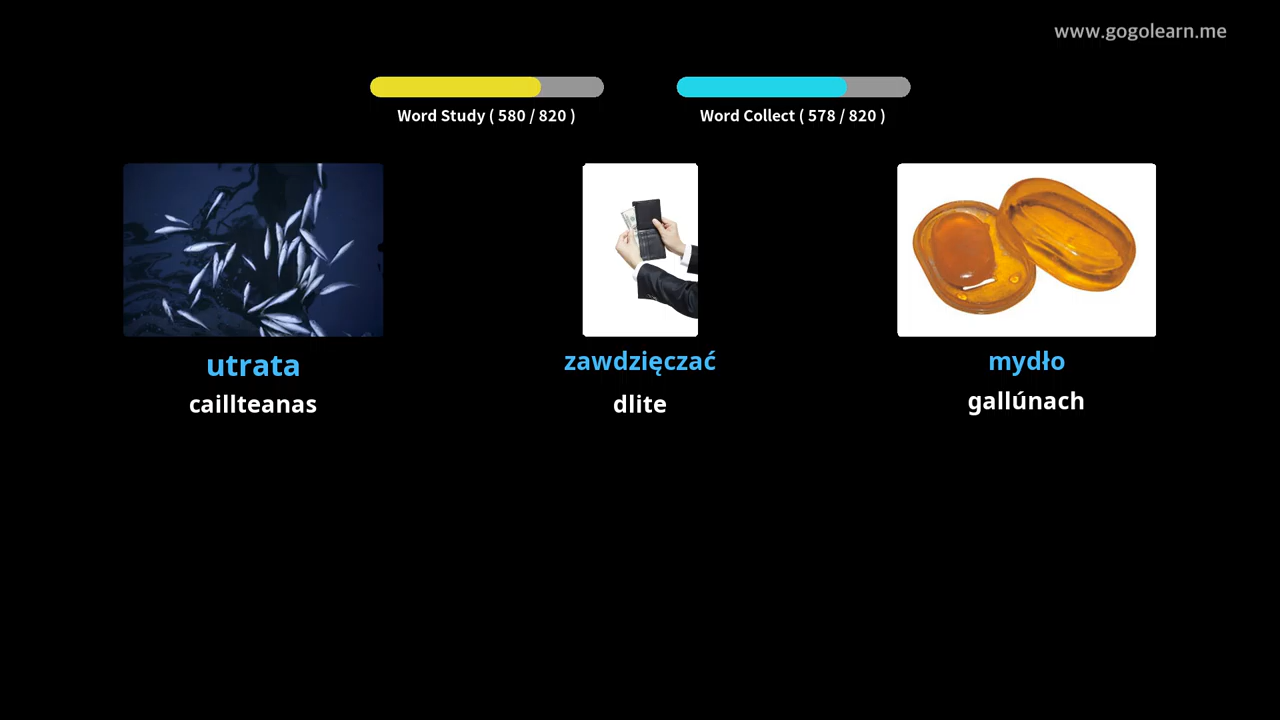 www.gogolearn.me
Word Study ( 580 / 820 )
Word Collect ( 578 / 820 )
utrata
caillteanas
zawdzięczać
dlite
mydło
gallúnach